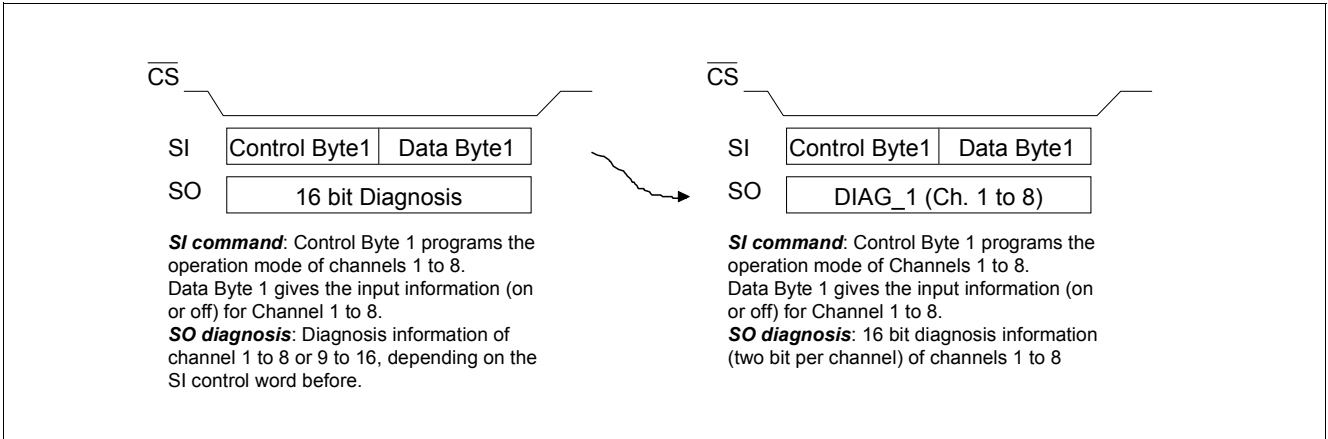 CS
SI Control Byte1 Data Byte1
SO 16 bit Diagnosis
SI command: Control Byte 1 programs the
operation mode of channels 1 to 8.
Data Byte 1 gives the input information (on
or off) for Channel 1 to 8.
SO diagnosis: Diagnosis information of
channel 1 to 8 or 9 to 16, depending on the
SI control word before.
CS
SI Control Byte1 Data Byte1
SO DIAG_1 (Ch. 1 to 8)
SI command: Control Byte 1 programs the
operation mode of Channels 1 to 8.
Data Byte 1 gives the input information (on
or off) for Channel 1 to 8.
SO diagnosis: 16 bit diagnosis information
(two bit per channel) of channels 1 to 8